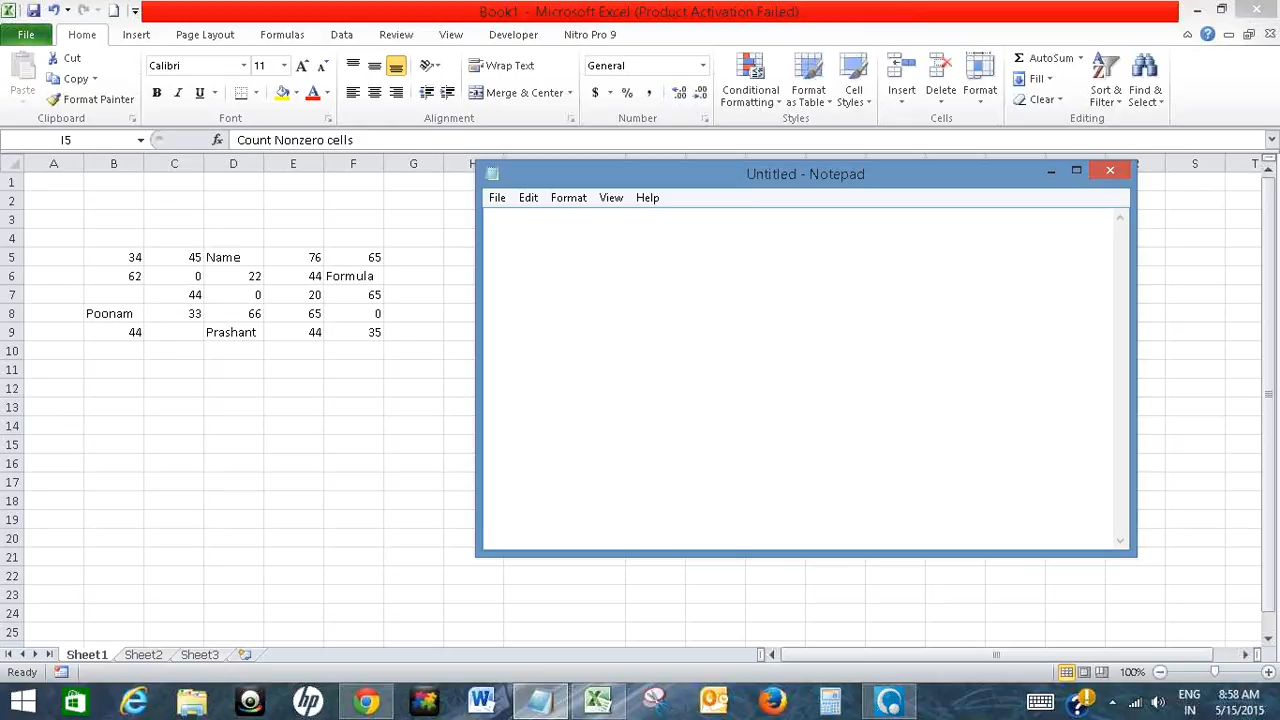 Book1 - Microsoft Excel (Product Activation Failed)
File Home Insert Page Layout Formulas Data Review View Developer Nitro Pro 9
Cut
Copy
Format Painter
Paste
Clipboard
Calibri 11
B I U A
Font
Wrap Text
Merge & Center
Alignment
General
$ % ,
Number
Conditional Formatting
Format as Table
Cell Styles
Styles
Insert
Delete
Format
Cells
AutoSum
Fill
Clear
Sort & Filter
Find & Select
Editing
I5 fx Count Nonzero cells
A B C D E F G H S T
1
2
3
4
5 34 45 Name 76 65
6 62 0 22 44 Formula
7 44 0 20 65
8 Poonam 33 66 65 0
9 44 Prashant 44 35
10
11
12
13
14
15
16
17
18
19
20
21
22
23
24
25
Untitled - Notepad
File Edit Format View Help
Sheet1 Sheet2 Sheet3
Ready 100%
ENG 8:58 AM
IN 5/15/2015